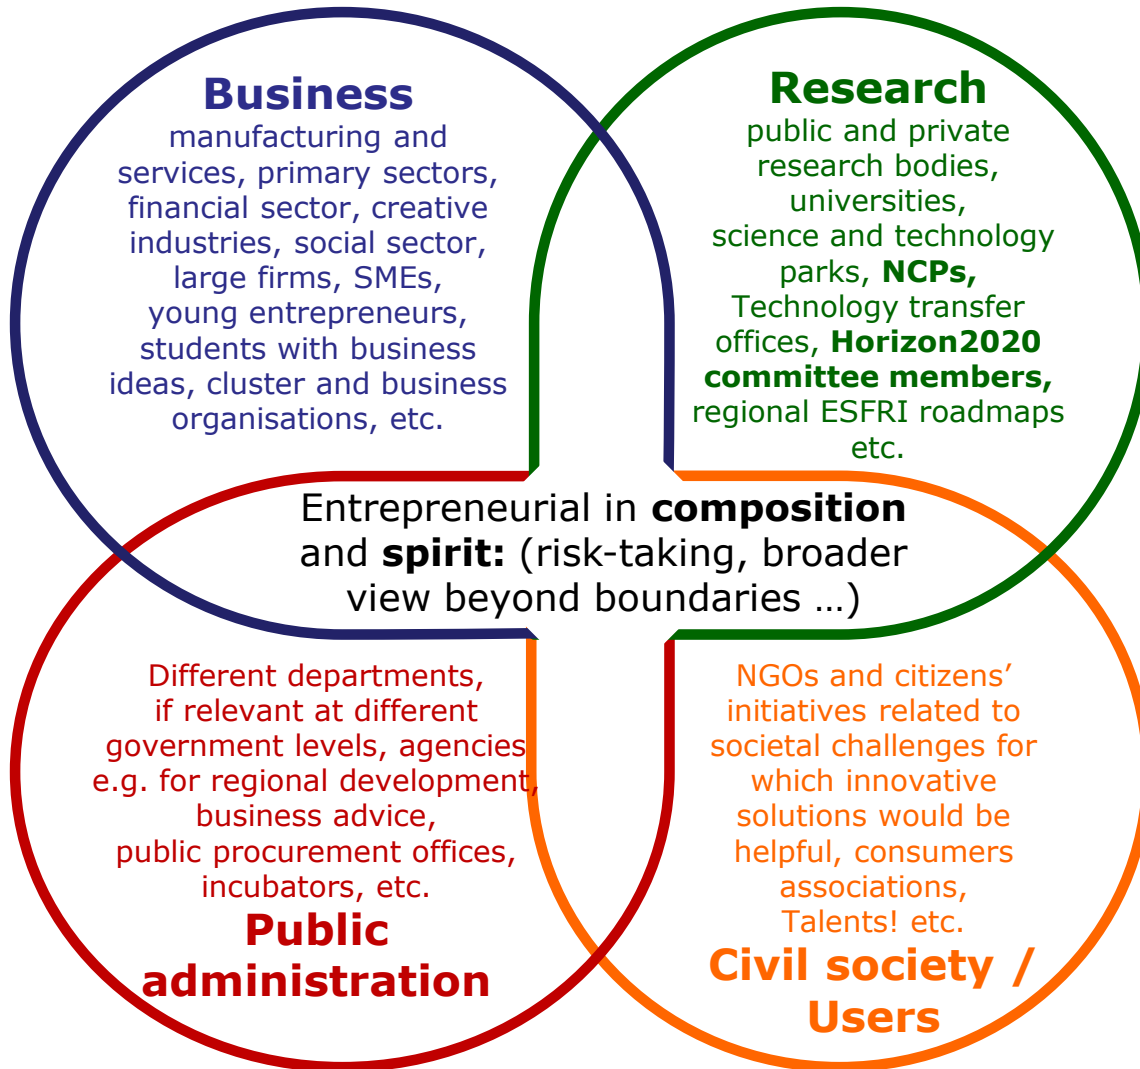 Business
manufacturing and
services, primary sectors,
financial sector, creative
industries, social sector,
large firms, SMEs,
young entrepreneurs,
students with business
ideas, cluster and business
organisations, etc.
Research
public and private
research bodies,
universities,
science and technology
parks, NCPs,
Technology transfer
offices, Horizon2020
committee members,
regional ESFRI roadmaps
etc.
Entrepreneurial in composition
and spirit: (risk-taking, broader
view beyond boundaries …)
Different departments,
if relevant at different
government levels, agencies
e.g. for regional development,
business advice,
public procurement offices,
incubators, etc.
Public
administration
NGOs and citizens’
initiatives related to
societal challenges for
which innovative
solutions would be
helpful, consumers
associations,
Talents! etc.
Civil society /
Users